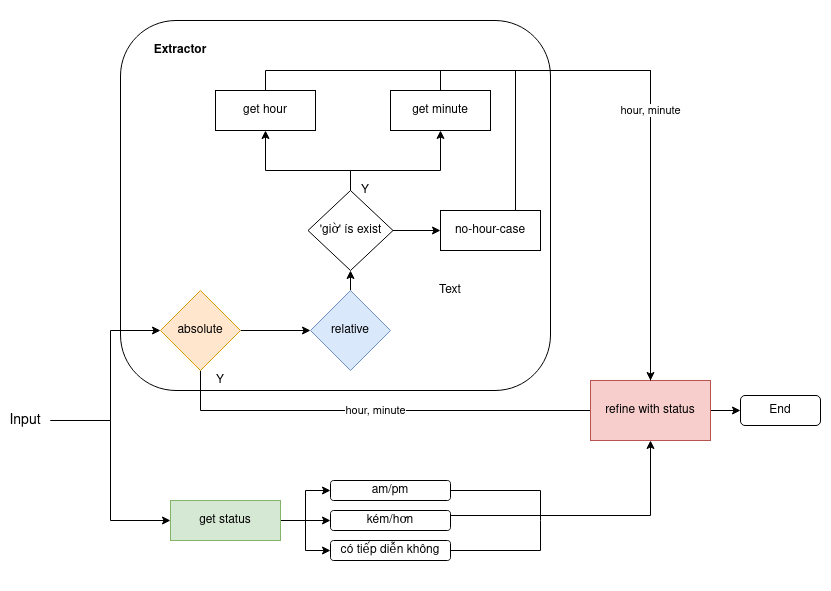 Extractor
get hour
get minute
hour, minute
Y
'giờ' ís exist
no-hour-case
Text
absolute
relative
Y
hour, minute
refine with status
End
Input
am/pm
get status
kém/hơn
có tiếp diễn không